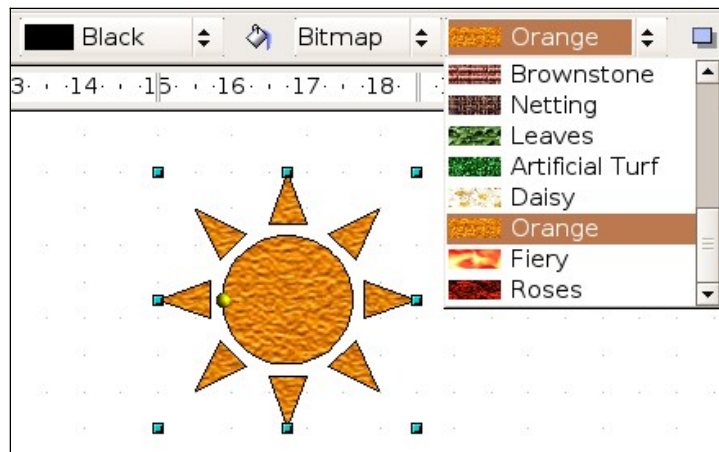 Black Bitmap Orange
3 14 15 16 17 18
Brownstone
Netting
Leaves
Artificial Turf
Daisy
Orange
Fiery
Roses